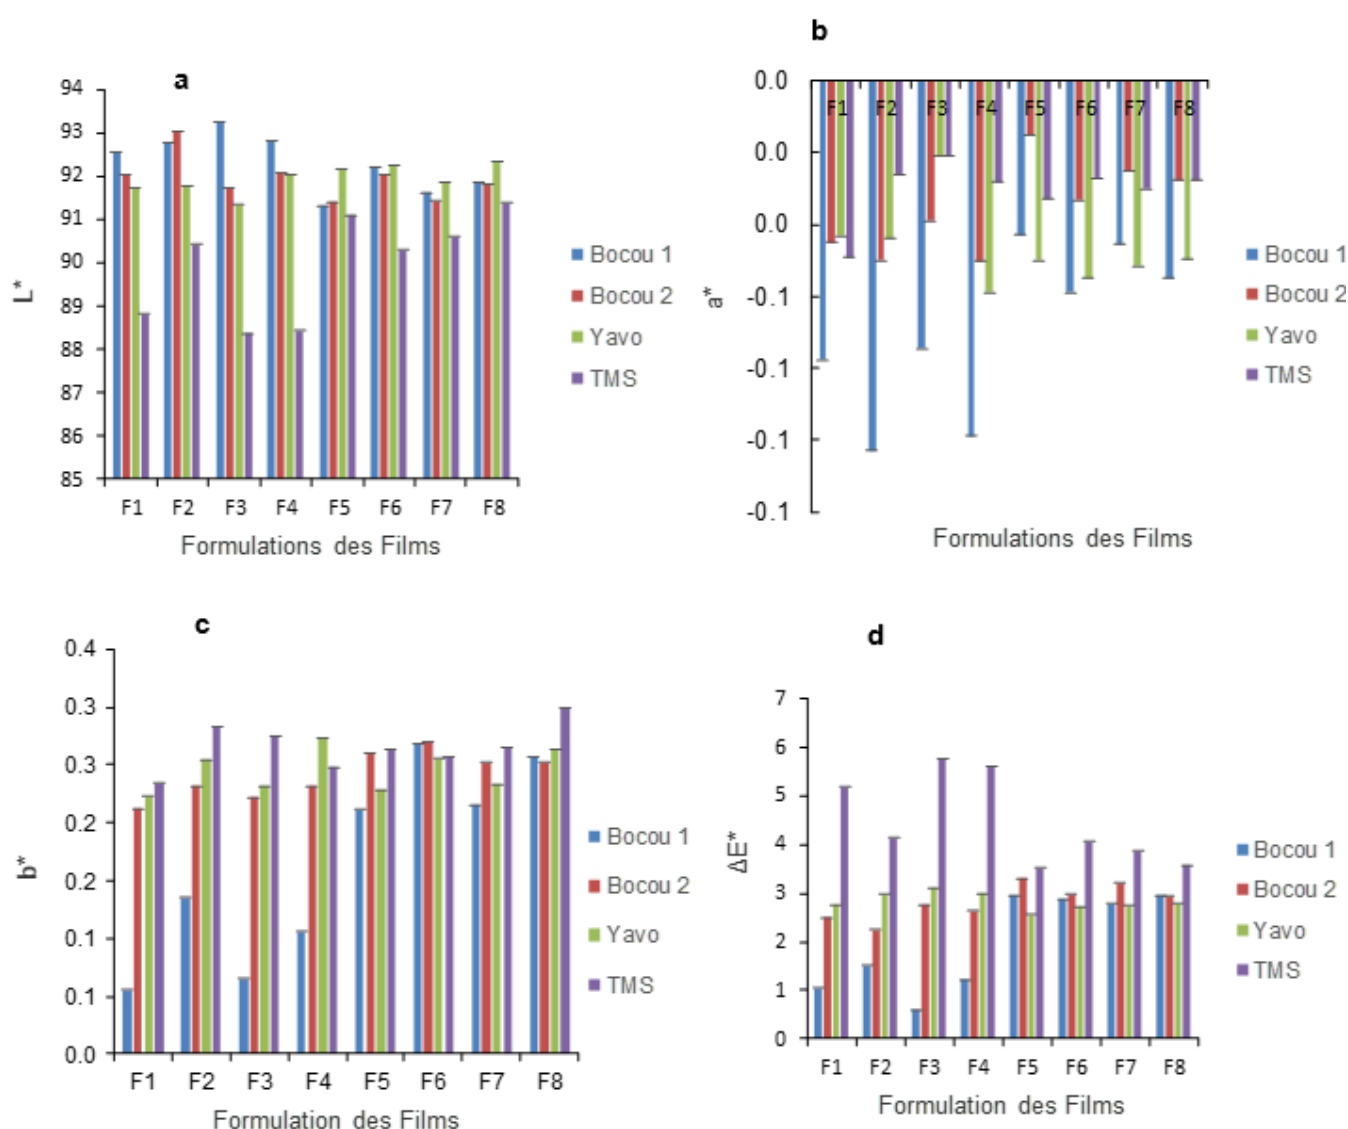 a
94
93
92
91
90
89
88
87
86
85
L*
F1 F2 F3 F4 F5 F6 F7 F8
Formulations des Films
Bocou 1
Bocou 2
Yavo
TMS
b
0.0
0.0
0.0
-0.1
-0.1
-0.1
-0.1
a*
F1 F2 F3 F4 F5 F6 F7 F8
Formulations des Films
Bocou 1
Bocou 2
Yavo
TMS
c
0.4
0.3
0.3
0.2
0.2
0.1
0.1
0.0
b*
F1 F2 F3 F4 F5 F6 F7 F8
Formulation des Films
Bocou 1
Bocou 2
Yavo
TMS
d
7
6
5
4
3
2
1
0
ΔE*
F1 F2 F3 F4 F5 F6 F7 F8
Formulation des Films
Bocou 1
Bocou 2
Yavo
TMS